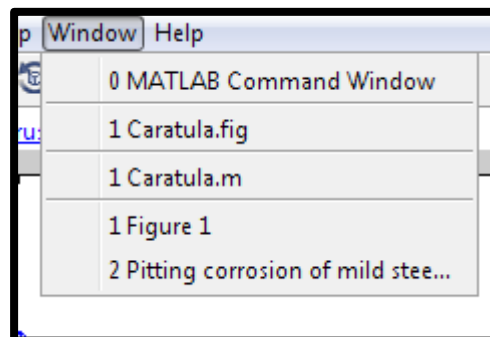 p Window Help
0 MATLAB Command Window
ru:
1 Caratula.fig
1 Caratula.m
1 Figure 1
2 Pitting corrosion of mild stee...